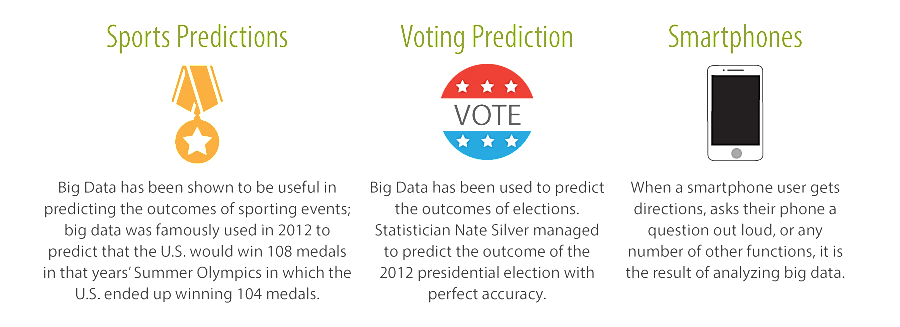 Sports Predictions
Big Data has been shown to be useful in
predicting the outcomes of sporting events;
big data was famously used in 2012 to
predict that the U.S. would win 108 medals
in that years' Summer Olympics in which the
U.S. ended up winning 104 medals.
Voting Prediction
VOTE
Big Data has been used to predict
the outcomes of elections.
Statistician Nate Silver managed
to predict the outcome of the
2012 presidential election with
perfect accuracy.
Smartphones
When a smartphone user gets
directions, asks their phone a
question out loud, or any
number of other functions, it is
the result of analyzing big data.